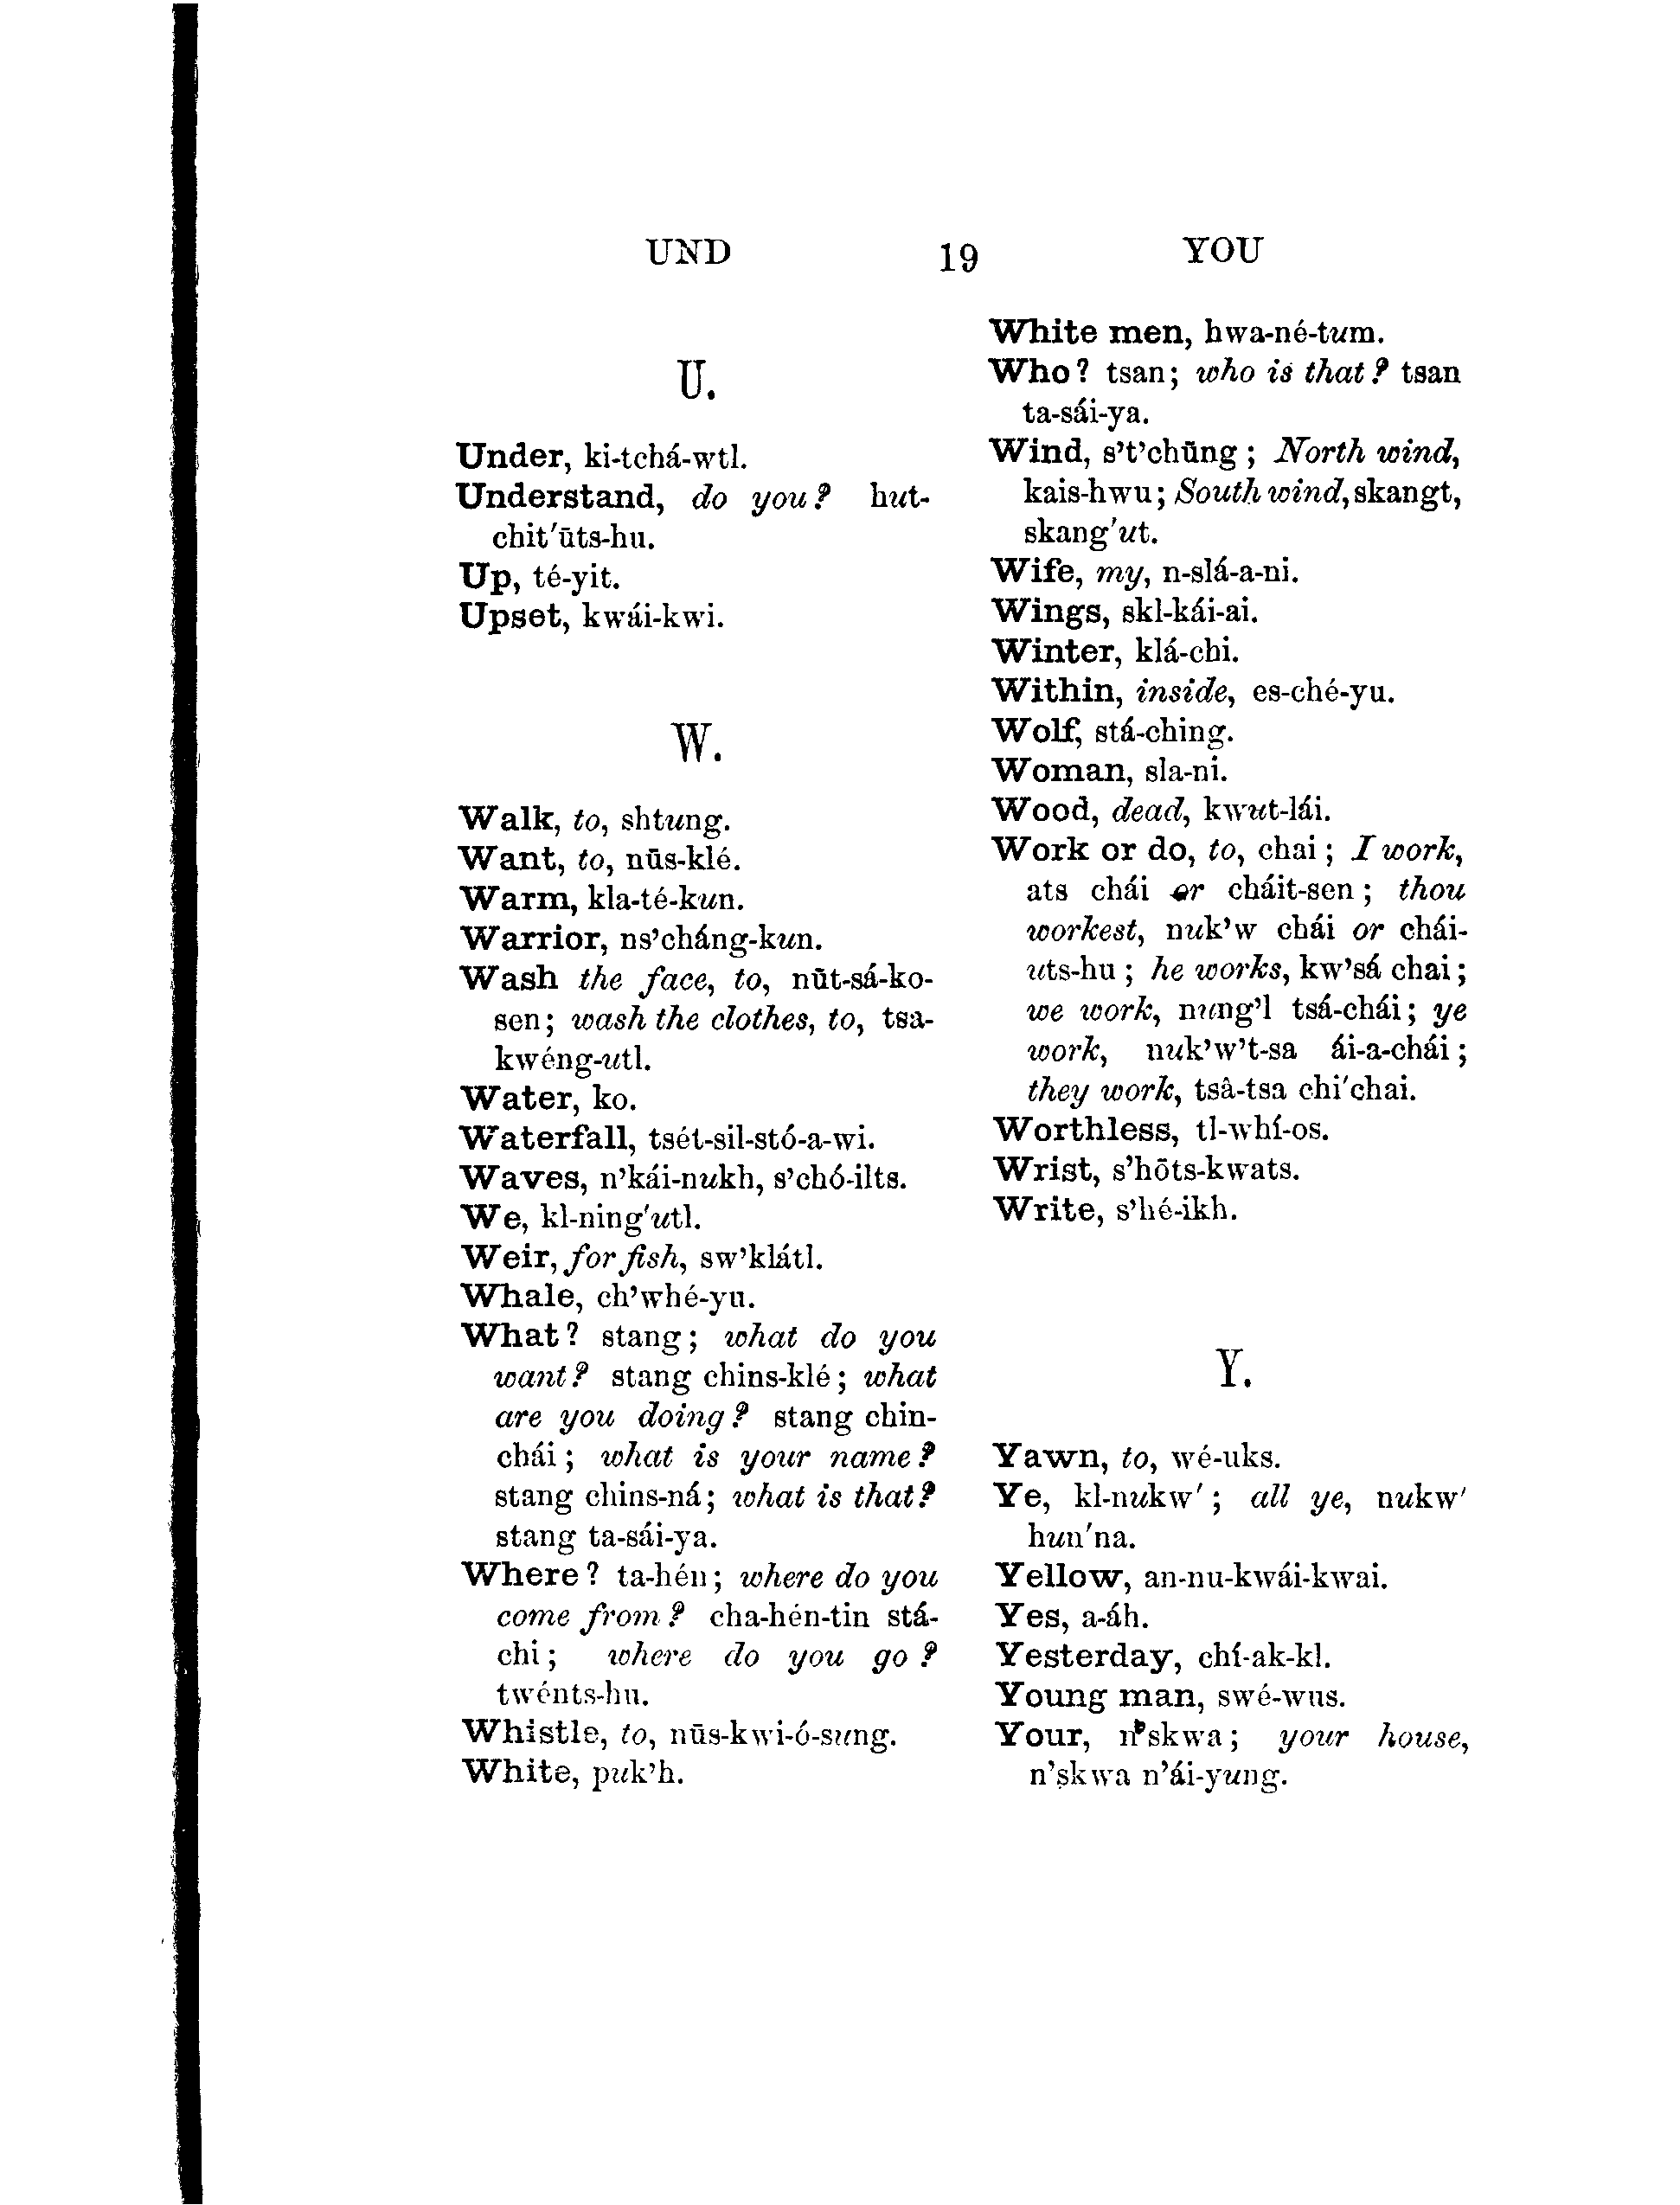 UND 19 YOU
U.
Under, ki-tchá-wtl.
Understand, do you? hut-
chit'ūts-hu.
Up, té-yit.
Upset, kwái-kwi.
W.
Walk, to, shtung.
Want, to, nūs-klé.
Warm, kla-té-kun.
Warrior, ns’cháng-kun.
Wash the face, to, nūt-sá-ko-
sen; wash the clothes, to, tsa-
kwéng-utl.
Water, ko.
Waterfall, tsét-sil-stó-a-wi.
Waves, n’kái-nukh, s’chó-ilts.
We, kl-ning'utl.
Weir, for fish, sw’klátl.
Whale, ch’whé-yu.
What? stang; what do you
want? stang chins-klé; what
are you doing? stang chin-
chái; what is your name?
stang chins-ná; what is that?
stang ta-sái-ya.
Where? ta-hén; where do you
come from? cha-hén-tin stá-
chi; where do you go?
twénts-hu.
Whistle, to, nūs-kwi-ó-sung.
White, puk’h.
White men, hwa-né-tum.
Who? tsan; who is that? tsan
ta-sái-ya.
Wind, s’t’chūng; North wind,
kais-hwu; South wind, skangt,
skang'ut.
Wife, my, n-slá-a-ni.
Wings, skl-kái-ai.
Winter, klá-chi.
Within, inside, es-ché-yu.
Wolf, stá-ching.
Woman, sla-ni.
Wood, dead, kwut-lái.
Work or do, to, chai; I work,
ats chái or cháit-sen; thou
workest, nuk’w chái or chái-
uts-hu; he works, kw’sá chai;
we work, nung’l tsá-chái; ye
work, nuk’w’t-sa ái-a-chái;
they work, tsâ-tsa chi'chai.
Worthless, tl-whí-os.
Wrist, s’hōts-kwats.
Write, s’hé-ikh.
Y.
Yawn, to, wé-uks.
Ye, kl-nukw'; all ye, nukw'
hun'na.
Yellow, an-nu-kwái-kwai.
Yes, a-áh.
Yesterday, chí-ak-kl.
Young man, swé-wus.
Your, n’skwa; your house,
n’skwa n’ái-yung.